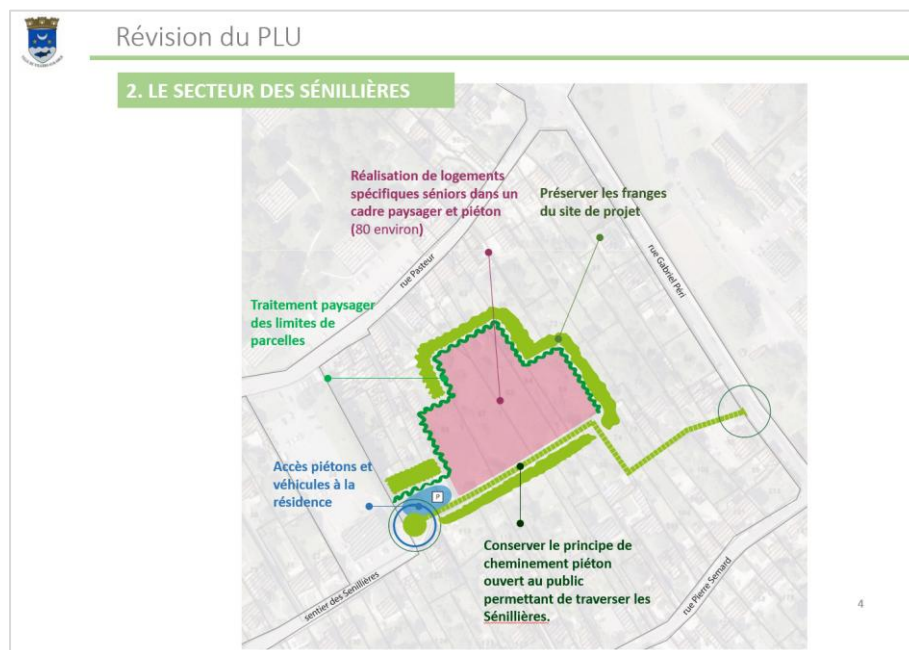 Révision du PLU
2. LE SECTEUR DES SÉNILLIÈRES
Réalisation de logements
spécifiques séniors dans un
cadre paysager et piéton
(80 environ)
Préserver les franges
du site de projet
rue Pasteur
rue Gabriel Péri
Traitement paysager
des limites de
parcelles
Accès piétons et
véhicules à la
résidence
P
Conserver le principe de
cheminement piéton
ouvert au public
permettant de traverser les
Sénillières.
sentier des Senillières
rue Pierre Semard
4